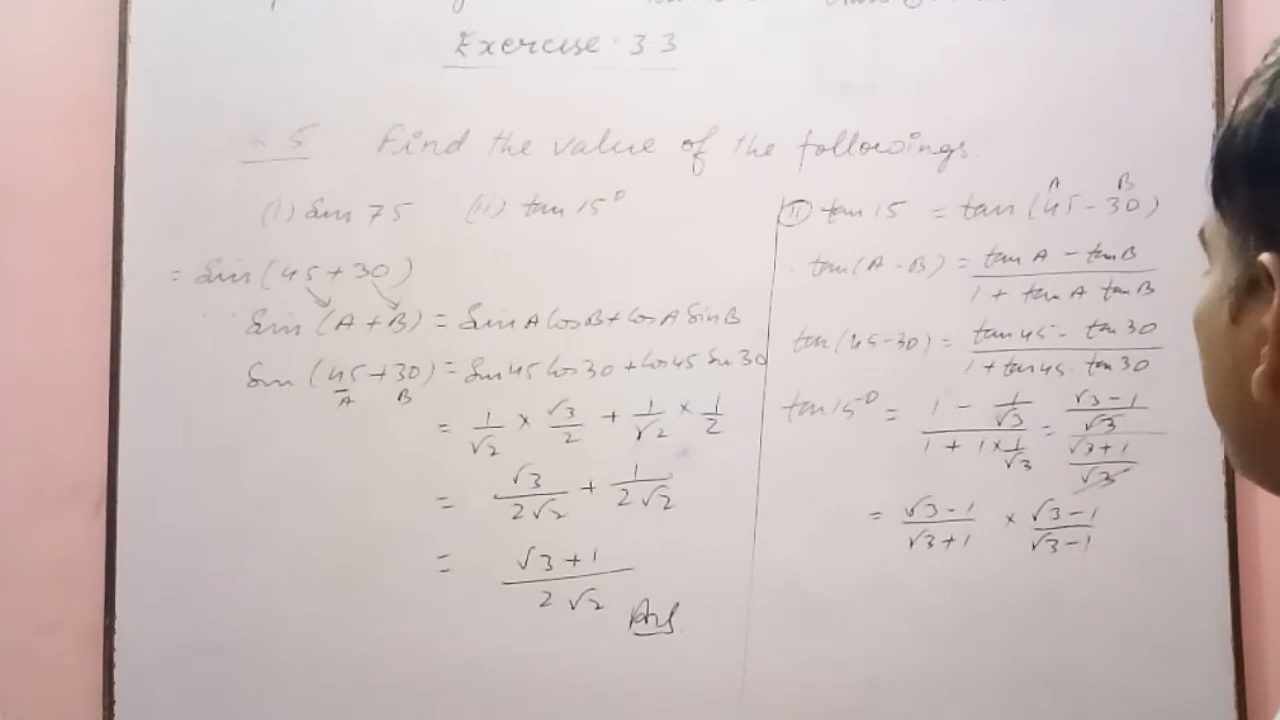 Exercise . 3.3
5 Find the value of the followings.
(i) Sin 75 (ii) tan 15°
= Sin (45+30)
Sin (A+B) = Sin A Cos B + Cos A Sin B
Sin (45+30) = Sin 45 Cos 30 + Cos 45 Sin 30
A B
= 1/√2 × √3/2 + 1/√2 × 1/2
= √3/2√2 + 1/2√2
= √3+1/2√2 Ans.
A B
(ii) tan 15 = tan (45-30)
tan (A-B) = tan A - tan B / 1 + tan A tan B
tan (45-30) = tan 45 - tan 30 / 1 + tan 45 . tan 30
tan 15° = 1 - 1/√3 / 1 + 1×1/√3 = √3-1/√3 / √3+1/√3
= √3-1/√3+1 × √3-1/√3-1